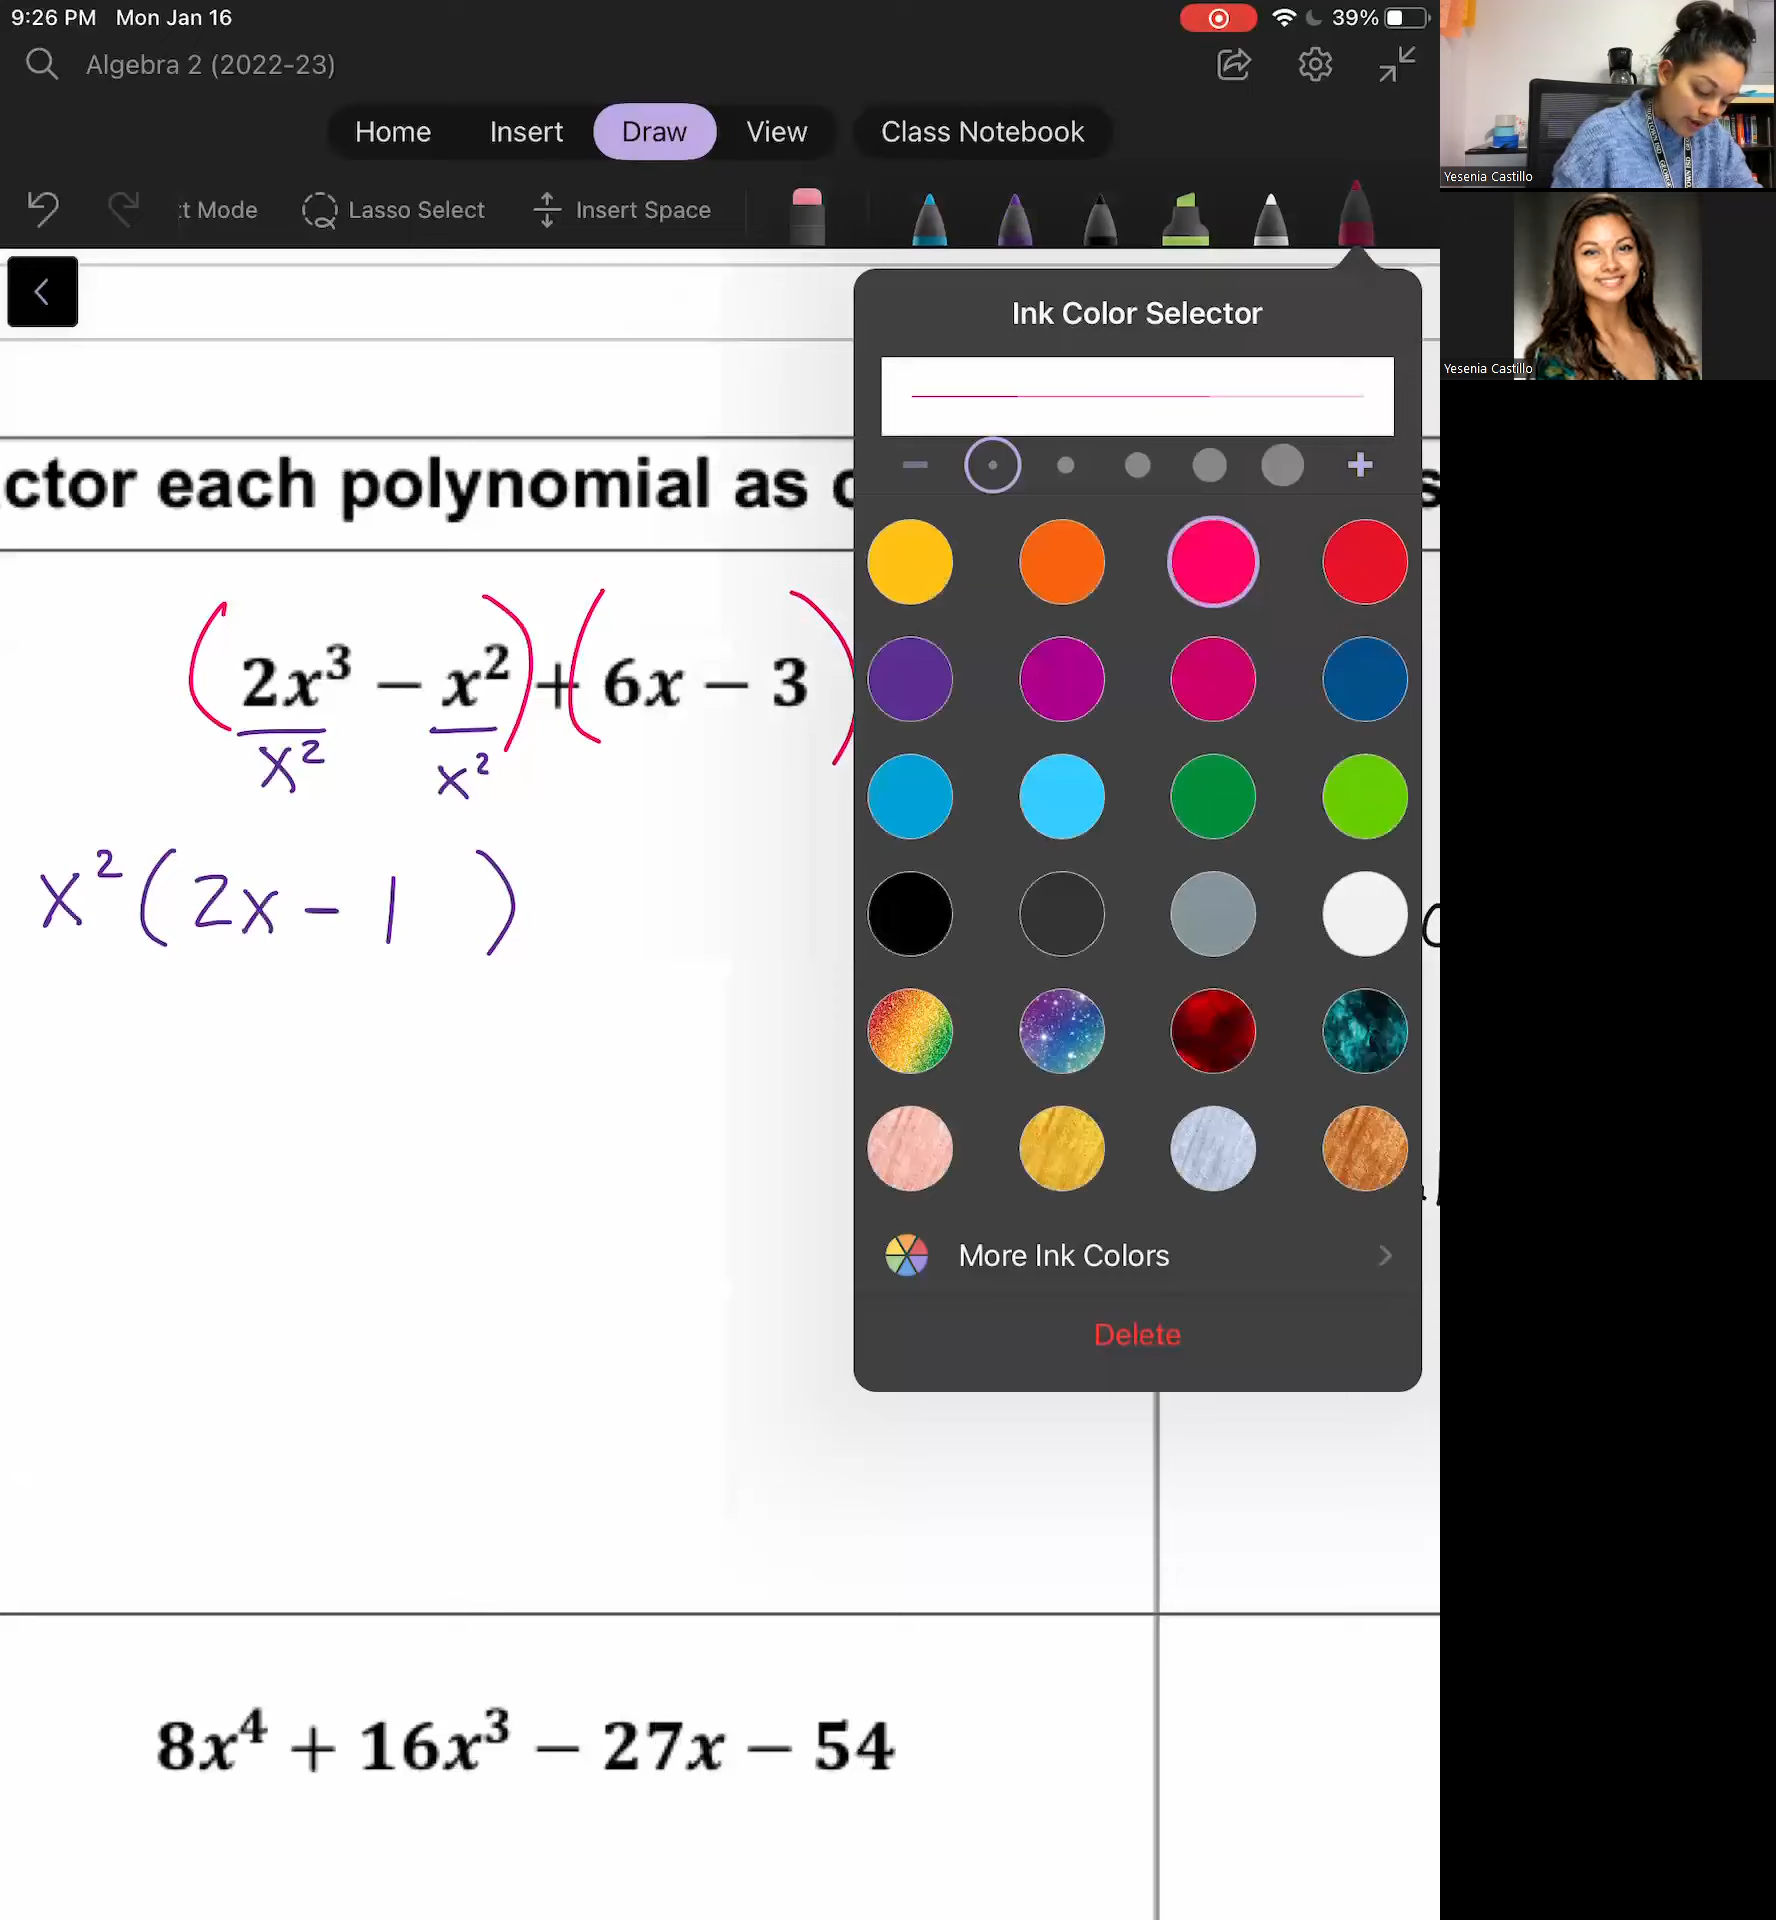 9:26 PM Mon Jan 16
39%
Algebra 2 (2022-23)
Home Insert Draw View Class Notebook
t Mode Lasso Select Insert Space
Yesenia Castillo
Yesenia Castillo
Ink Color Selector
ctor each polynomial as
(2x³ − x²) + (6x − 3)
x² x²
x² (2x − 1)
More Ink Colors
Delete
8x⁴ + 16x³ − 27x − 54